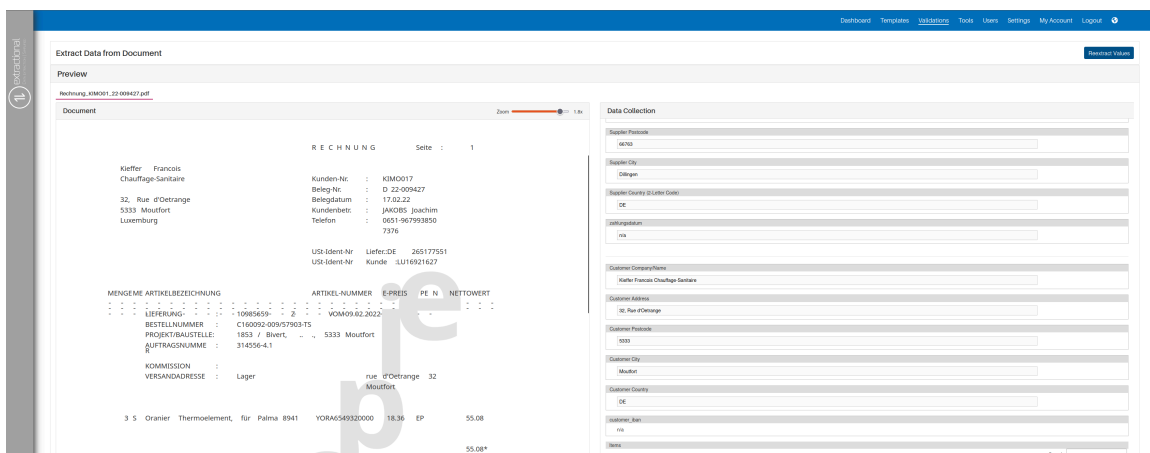 Dashboard Templates Validations Tools Users Settings My Account Logout
extractional
Extract Data from Document
Reextract Values
Preview
Rechnung_KIMO01_22-009427.pdf
Document
Zoom 1.8x
R E C H N U N G Seite : 1
Kieffer Francois
Chauffage-Sanitaire
32, Rue d'Oetrange
5333 Moutfort
Luxemburg
Kunden-Nr. : KIMO017
Beleg-Nr. : D 22-009427
Belegdatum : 17.02.22
Kundenbetr. : JAKOBS Joachim
Telefon : 0651-967993850
7376
USt-Ident-Nr Liefer.:DE 265177551
USt-Ident-Nr Kunde :LU16921627
MENGEME ARTIKELBEZEICHNUNG ARTIKEL-NUMMER E-PREIS PE N NETTOWERT
LIEFERUNG : 10985659- Z VOM 09.02.2022
BESTELLNUMMER : C160092-009/57903-TS
PROJEKT/BAUSTELLE: 1853 / Bivert, .. ., 5333 Moutfort
AUFTRAGSNUMME : 314556-4.1
R
KOMMISSION :
VERSANDADRESSE : Lager rue d'Oetrange 32
Moutfort
3 S Oranier Thermoelement, für Palma 8941 YORA6549320000 18.36 EP 55.08
55.08*
Data Collection
Supplier Postcode
66763
Supplier City
Dillingen
Supplier Country (2-Letter Code)
DE
zahlungsdatum
n/a
Customer Company/Name
Kieffer Francois Chauffage-Sanitaire
Customer Address
32, Rue d'Oetrange
Customer Postcode
5333
Customer City
Moutfort
Customer Country
DE
customer_iban
n/a
Items